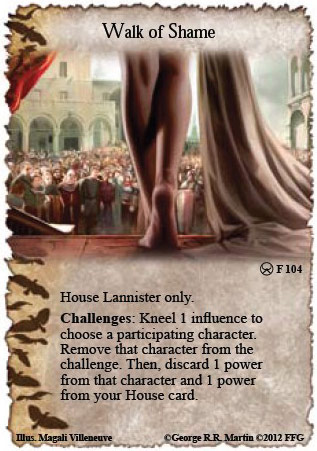 Walk of Shame
F 104
House Lannister only.
Challenges: Kneel 1 influence to
choose a participating character.
Remove that character from the
challenge. Then, discard 1 power
from that character and 1 power
from your House card.
Illus. Magali Villeneuve ©George R.R. Martin ©2012 FFG